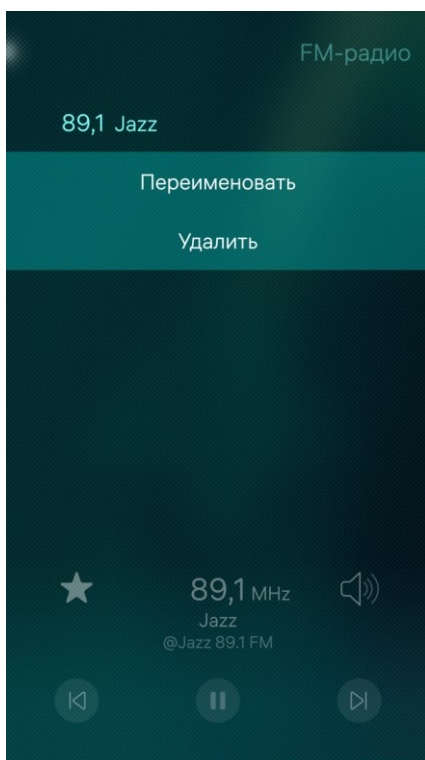 FM-радио
89,1 Jazz
Переименовать
Удалить
89,1 MHz
Jazz
@Jazz 89.1 FM